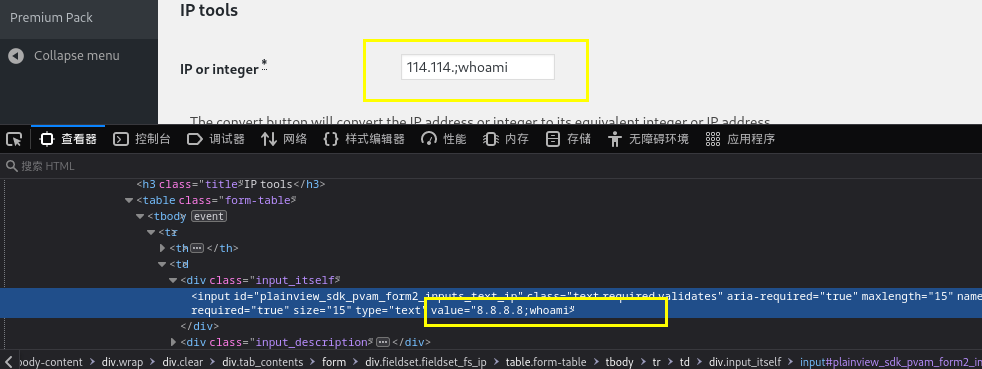 Premium Pack
Collapse menu
IP tools
IP or integer *
114.114.;whoami
The convert button will convert the IP address or integer to its equivalent integer or IP address.
查看器 控制台 调试器 网络 样式编辑器 性能 内存 存储 无障碍环境 应用程序
搜索 HTML
<h3 class="title">IP tools</h3>
<table class="form-table">
<tbody> event
<tr>
<th>
</th>
<td>
<div class="input_itself">
<input id="plainview_sdk_pvam_form2_inputs_text_ip" class="text required validates" aria-required="true" maxlength="15" name
required="true" size="15" type="text" value="8.8.8.8;whoami">
</div>
<div class="input_description">
</div>
body-content div.wrap div.clear div.tab_contents form div.fieldset.fieldset_fs_ip table.form-table tbody tr td div.input_itself input#plainview_sdk_pvam_form2_in